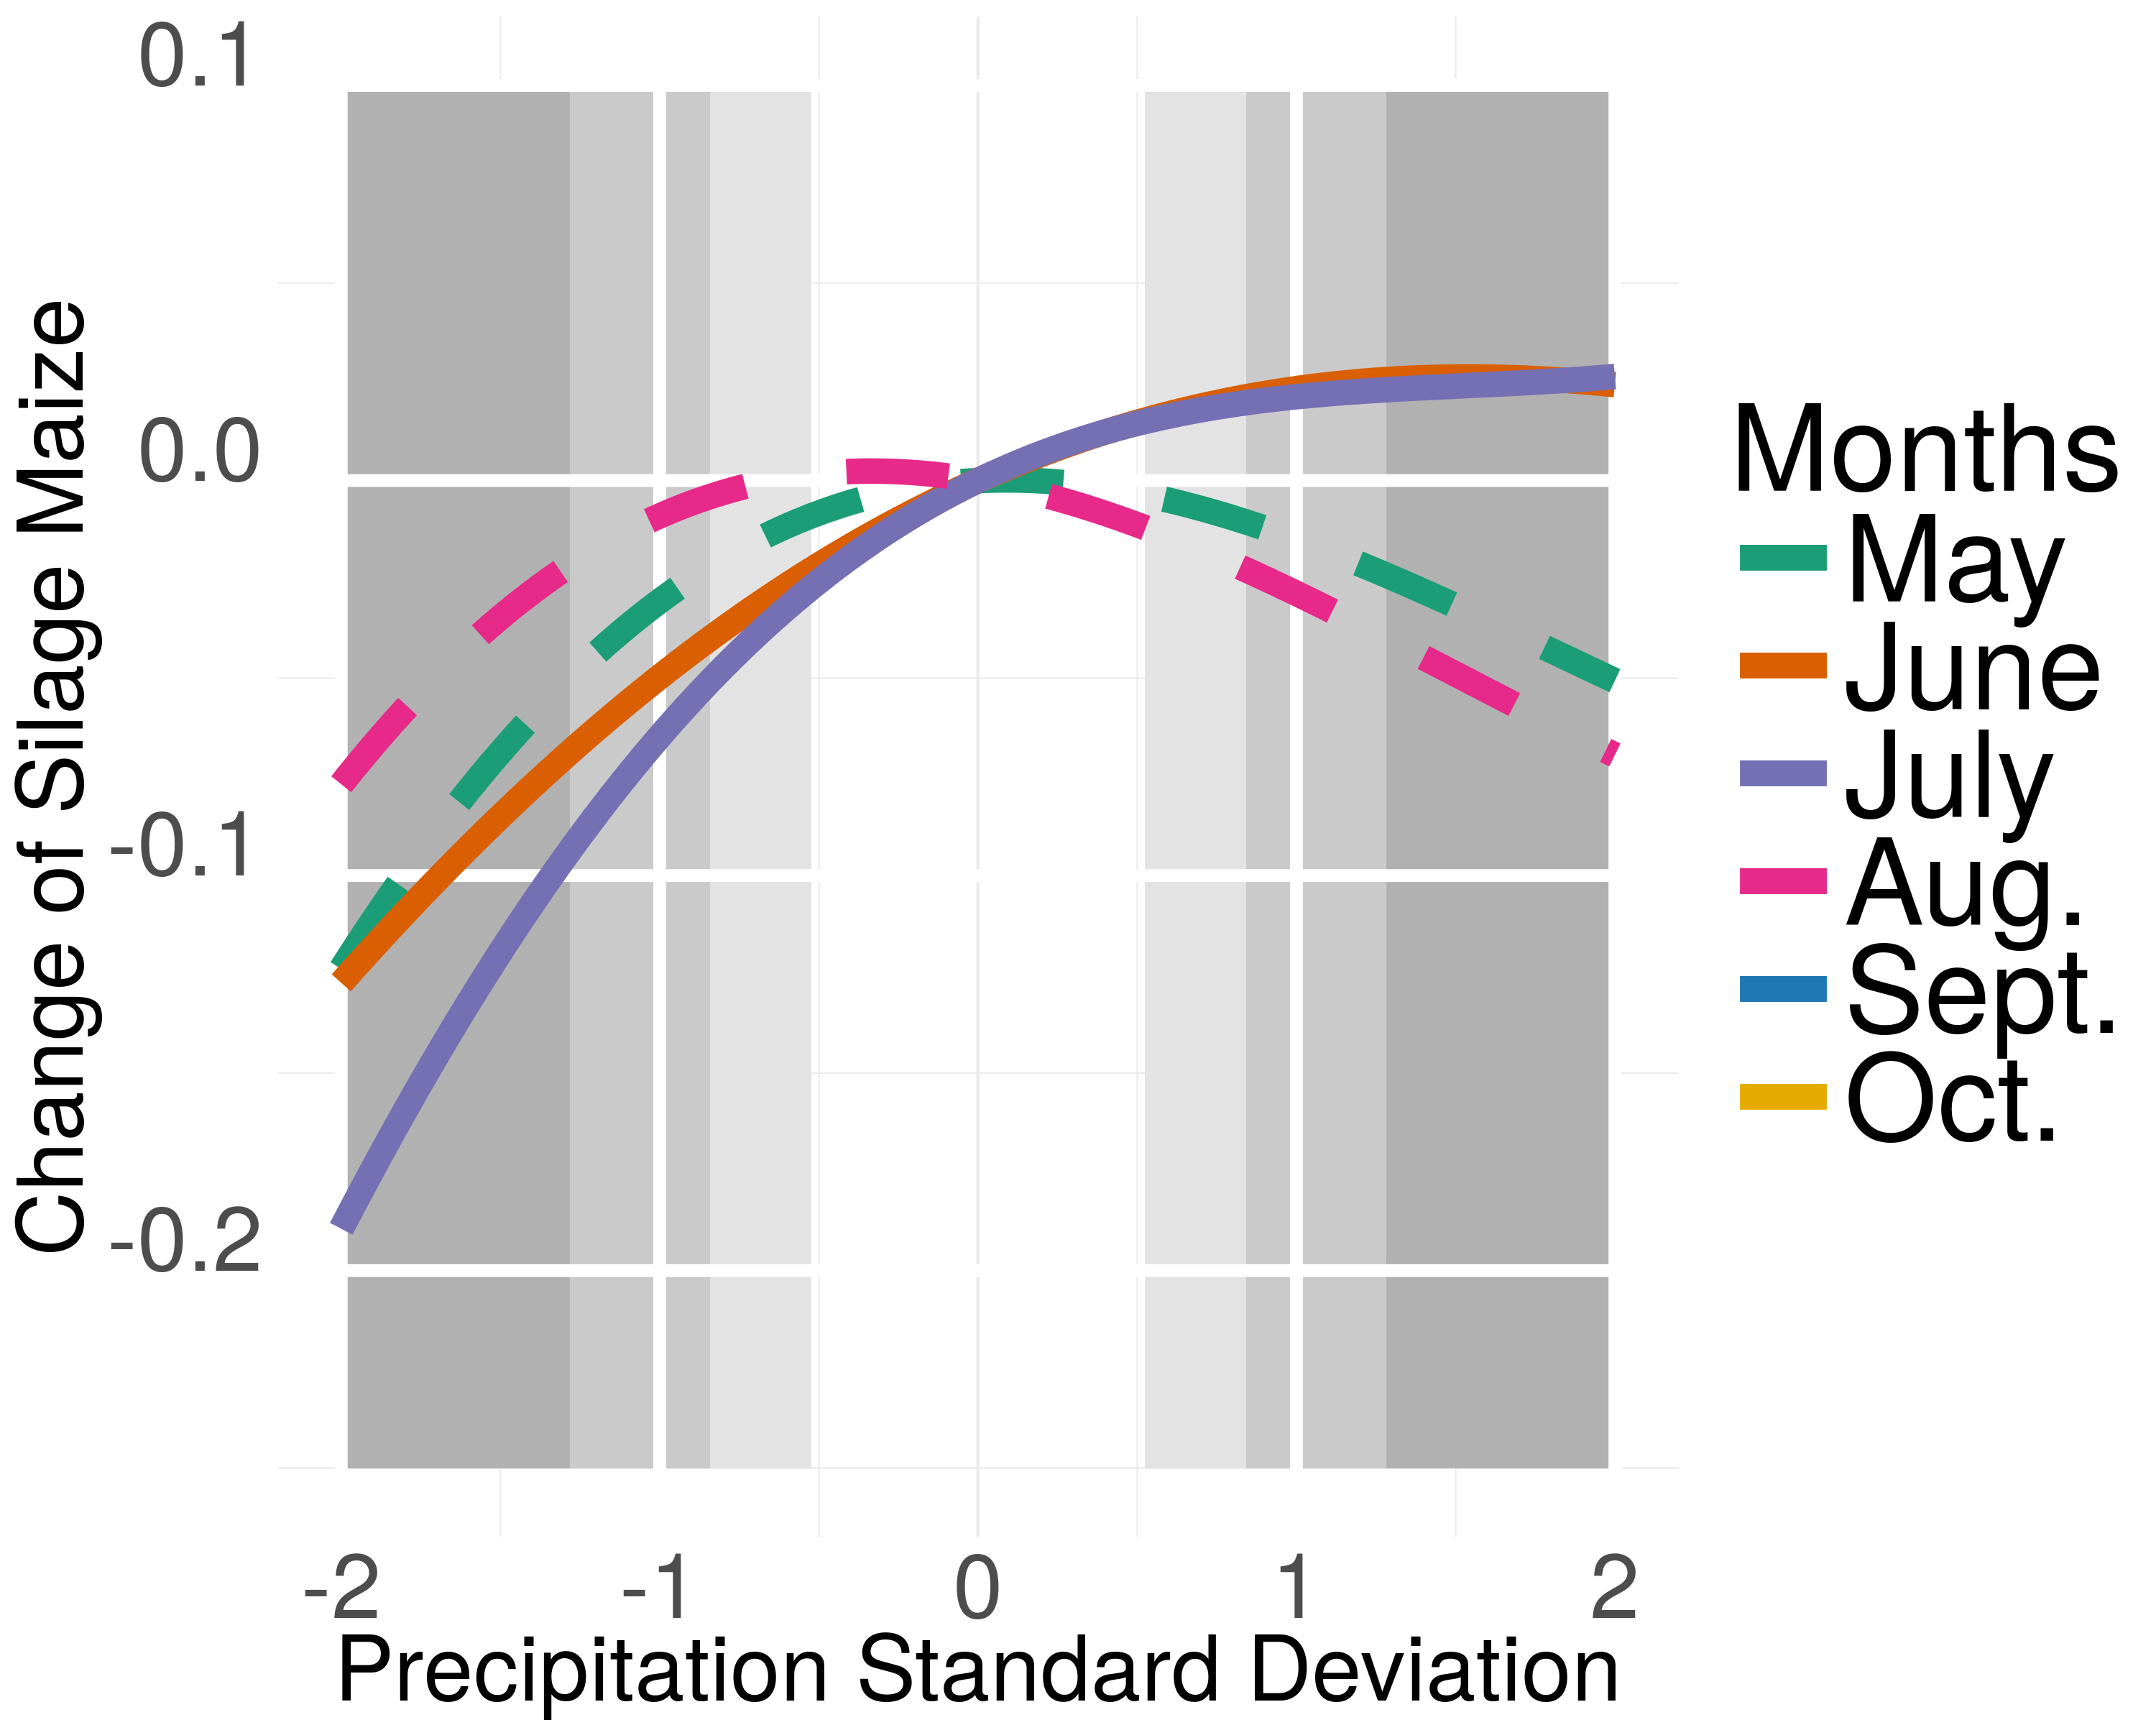 Change of Silage Maize
0.1
0.0
-0.1
-0.2
-2
-1
0
1
2
Precipitation Standard Deviation
Months
May
June
July
Aug.
Sept.
Oct.